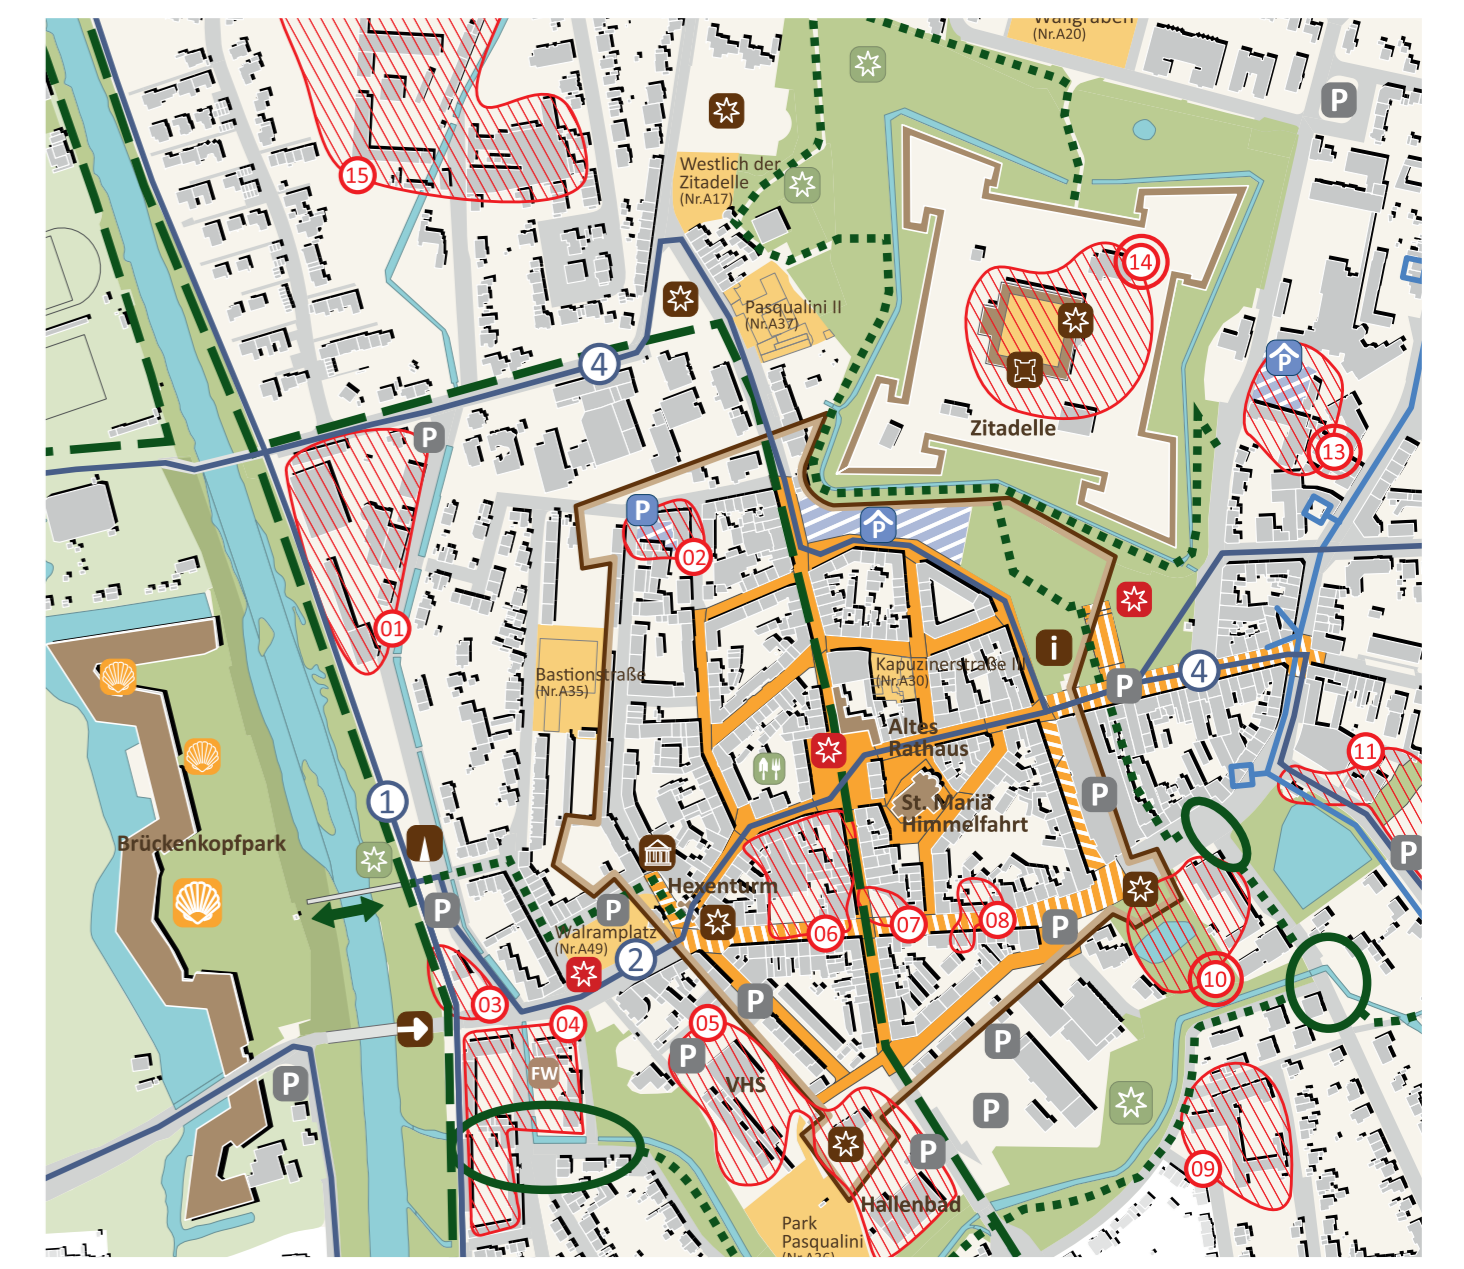 Wallgraben
(Nr.A20)
P
15
Westlich der
Zitadelle
(Nr.A17)
14
Pasqualini II
(Nr.A37)
4
P
13
Zitadelle
P
P
02
P
01
i
Bastionstraße
(Nr.A35)
Kapuzinerstraße II
(Nr.A30)
4
P
Altes
Rathaus
11
1
P
St. Maria
Himmelfahrt
Brückenkopfpark
P
Hexenturm
P
P
06
07
08
P
Walramplatz
(Nr.A49)
2
10
03
P
04
05
P
P
FW
VHS
P
P
P
09
Hallenbad
Park
Pasqualini
(Nr.A36)